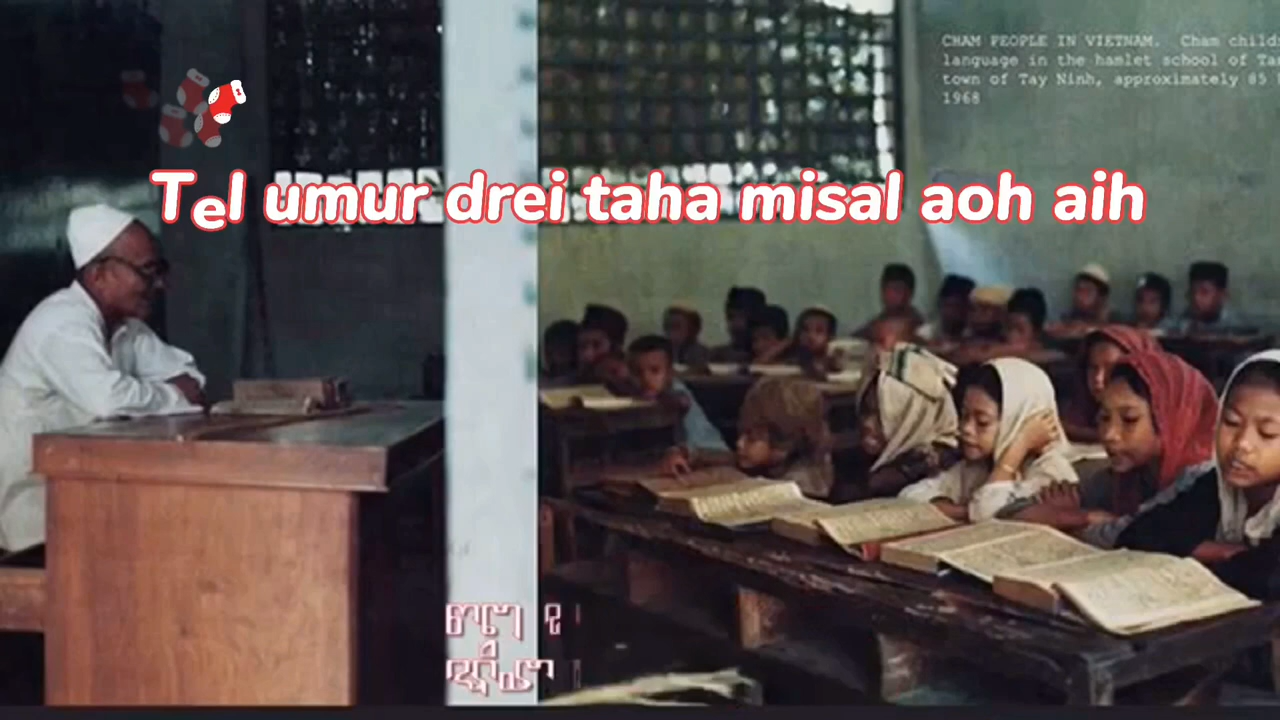 CHAM PEOPLE IN VIETNAM. Cham child
language in the hamlet school of
town of Tay Ninh, approximately 85
1968
Tel umur drei taha misal aoh aih